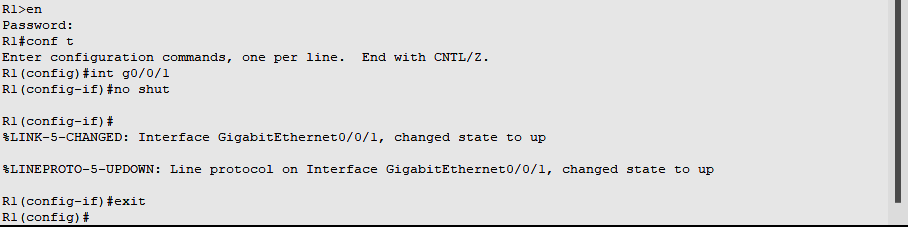 R1>en
Password:
R1#conf t
Enter configuration commands, one per line.  End with CNTL/Z.
R1(config)#int g0/0/1
R1(config-if)#no shut
R1(config-if)#
%LINK-5-CHANGED: Interface GigabitEthernet0/0/1, changed state to up
%LINEPROTO-5-UPDOWN: Line protocol on Interface GigabitEthernet0/0/1, changed state to up
R1(config-if)#exit
R1(config)#